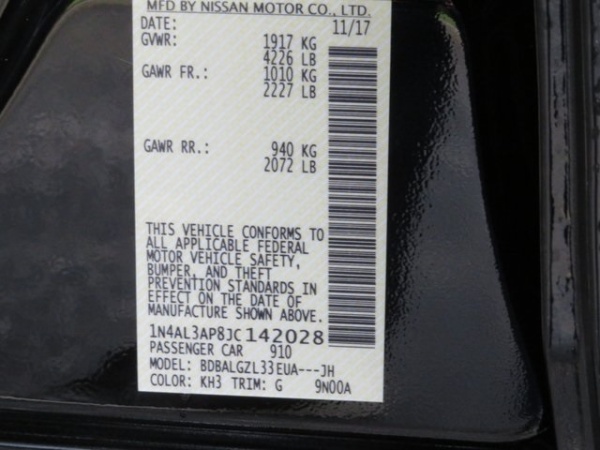 MFD BY NISSAN MOTOR CO., LTD.
DATE: 11/17
GVWR: 1917 KG
4226 LB
GAWR FR.: 1010 KG
2227 LB
GAWR RR.: 940 KG
2072 LB
THIS VEHICLE CONFORMS TO
ALL APPLICABLE FEDERAL
MOTOR VEHICLE SAFETY,
BUMPER, AND THEFT
PREVENTION STANDARDS IN
EFFECT ON THE DATE OF
MANUFACTURE SHOWN ABOVE.
1N4AL3AP8JC142028
PASSENGER CAR 910
MODEL: BDBALGZL33EUA---JH
COLOR: KH3 TRIM: G 9N00A